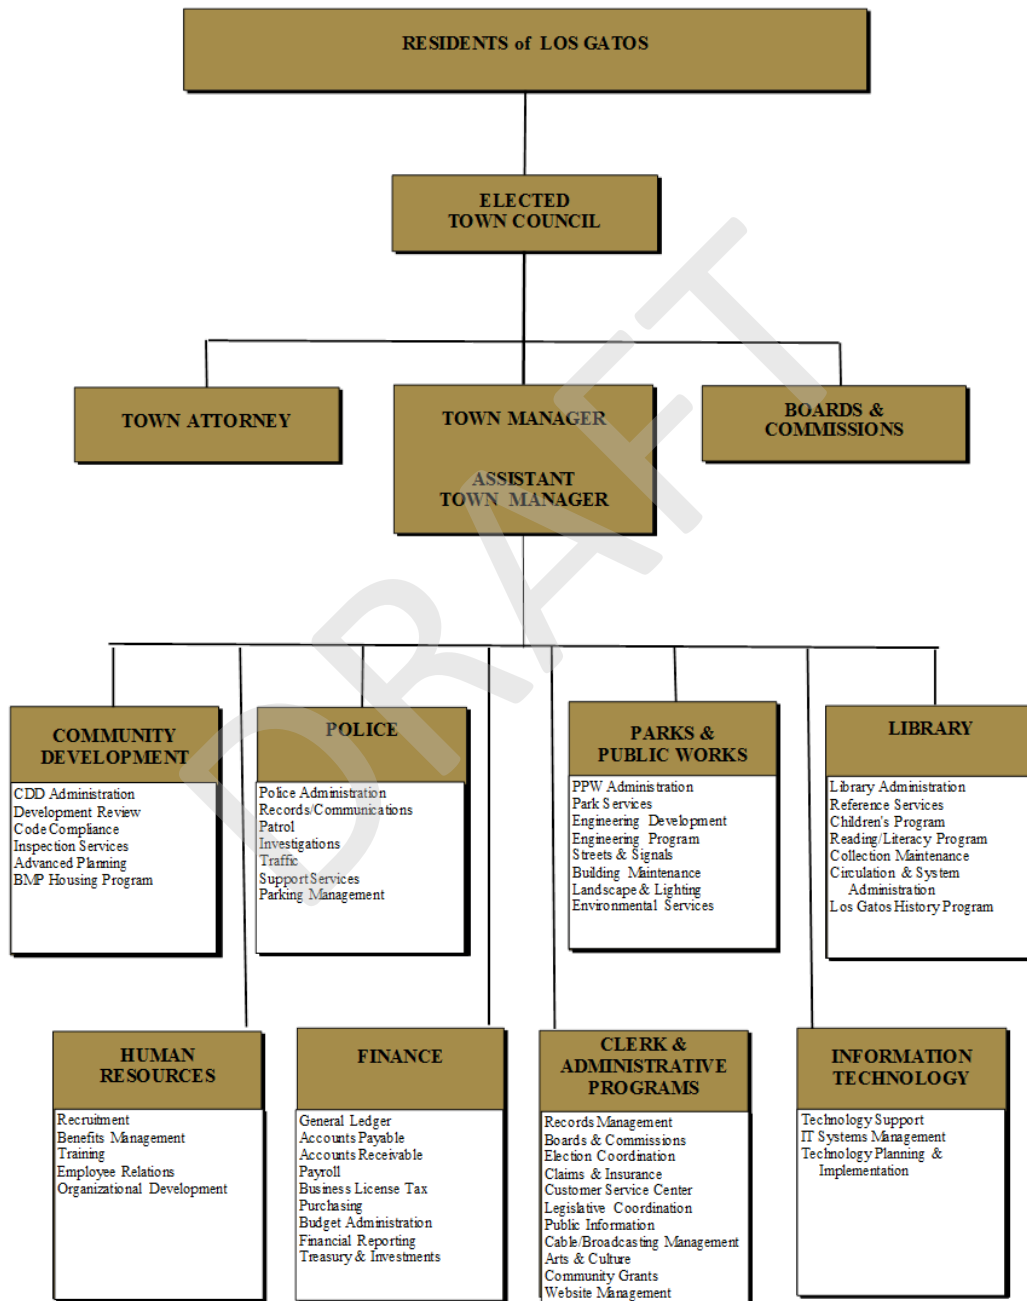 RESIDENTS of LOS GATOS
ELECTED
TOWN COUNCIL
TOWN ATTORNEY
TOWN MANAGER
ASSISTANT
TOWN MANAGER
BOARDS &
COMMISSIONS
DRAFT
COMMUNITY
DEVELOPMENT
CDD Administration
Development Review
Code Compliance
Inspection Services
Advanced Planning
BMP Housing Program
POLICE
Police Administration
Records/Communications
Patrol
Investigations
Traffic
Support Services
Parking Management
PARKS &
PUBLIC WORKS
PPW Administration
Park Services
Engineering Development
Engineering Program
Streets & Signals
Building Maintenance
Landscape & Lighting
Environmental Services
LIBRARY
Library Administration
Reference Services
Children's Program
Reading/Literacy Program
Collection Maintenance
Circulation & System
Administration
Los Gatos History Program
HUMAN
RESOURCES
Recruitment
Benefits Management
Training
Employee Relations
Organizational Development
FINANCE
General Ledger
Accounts Payable
Accounts Receivable
Payroll
Business License Tax
Purchasing
Budget Administration
Financial Reporting
Treasury & Investments
CLERK &
ADMINISTRATIVE
PROGRAMS
Records Management
Boards & Commissions
Election Coordination
Claims & Insurance
Customer Service Center
Legislative Coordination
Public Information
Cable/Broadcasting Management
Arts & Culture
Community Grants
Website Management
INFORMATION
TECHNOLOGY
Technology Support
IT Systems Management
Technology Planning &
Implementation